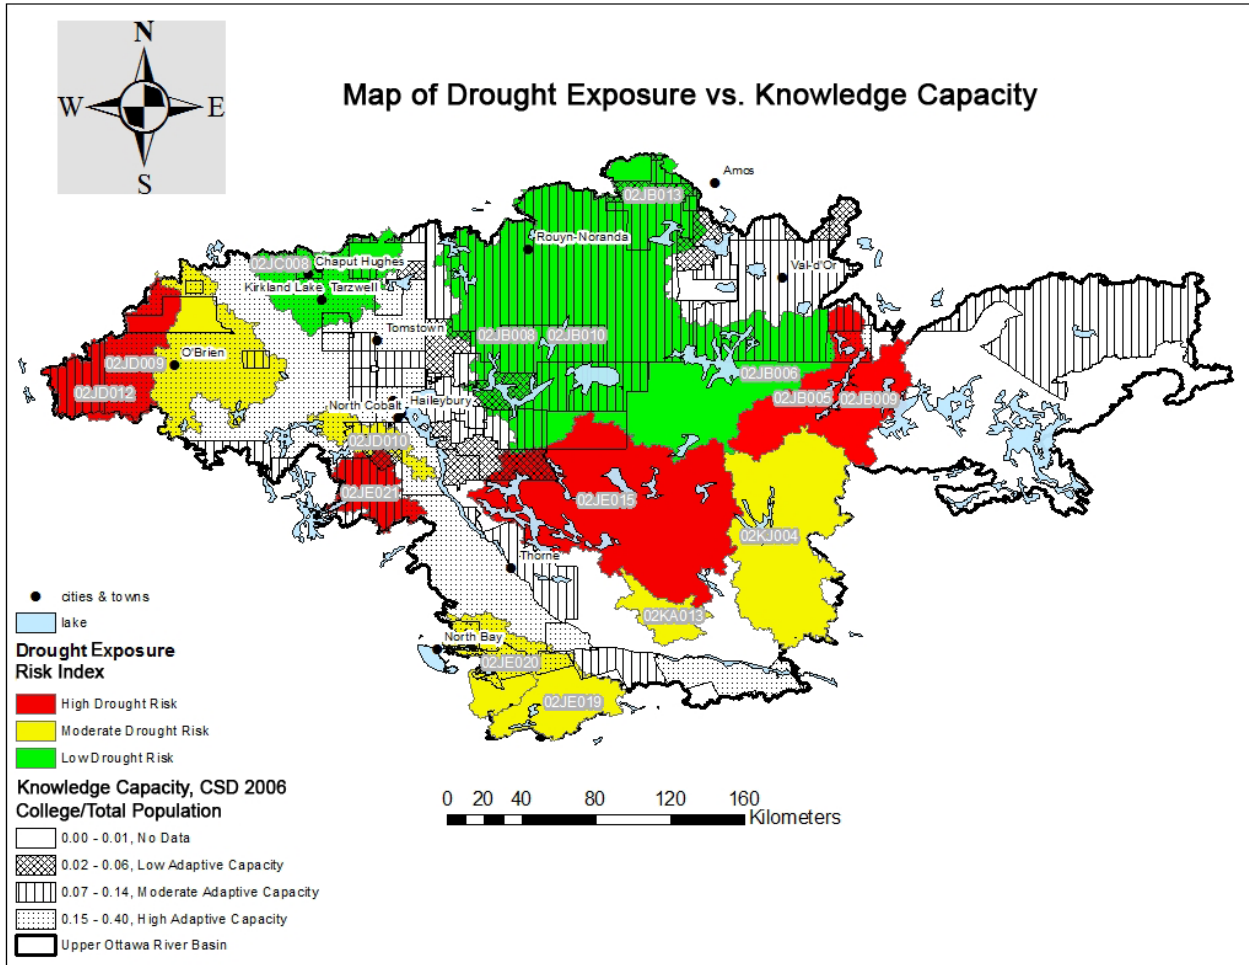 N
W E
S
Map of Drought Exposure vs. Knowledge Capacity
Amos
02JB013
Rouyn-Noranda
02JC008
Chaput Hughes
Val-d'Or
Kirkland Lake
Tarzwell
Tomstown
02JB008
02JB010
02JD009
O'Brien
02JB006
02JD012
02JB005
02JB009
North Cobalt
Haileybury
02JD010
02JE021
02JE015
02KJ004
Thorne
02KA013
North Bay
02JE020
02JE019
cities & towns
lake
Drought Exposure
Risk Index
High Drought Risk
Moderate Drought Risk
Low Drought Risk
Knowledge Capacity, CSD 2006
College/Total Population
0.00 - 0.01, No Data
0.02 - 0.06, Low Adaptive Capacity
0.07 - 0.14, Moderate Adaptive Capacity
0.15 - 0.40, High Adaptive Capacity
Upper Ottawa River Basin
0 20 40 80 120 160
Kilometers